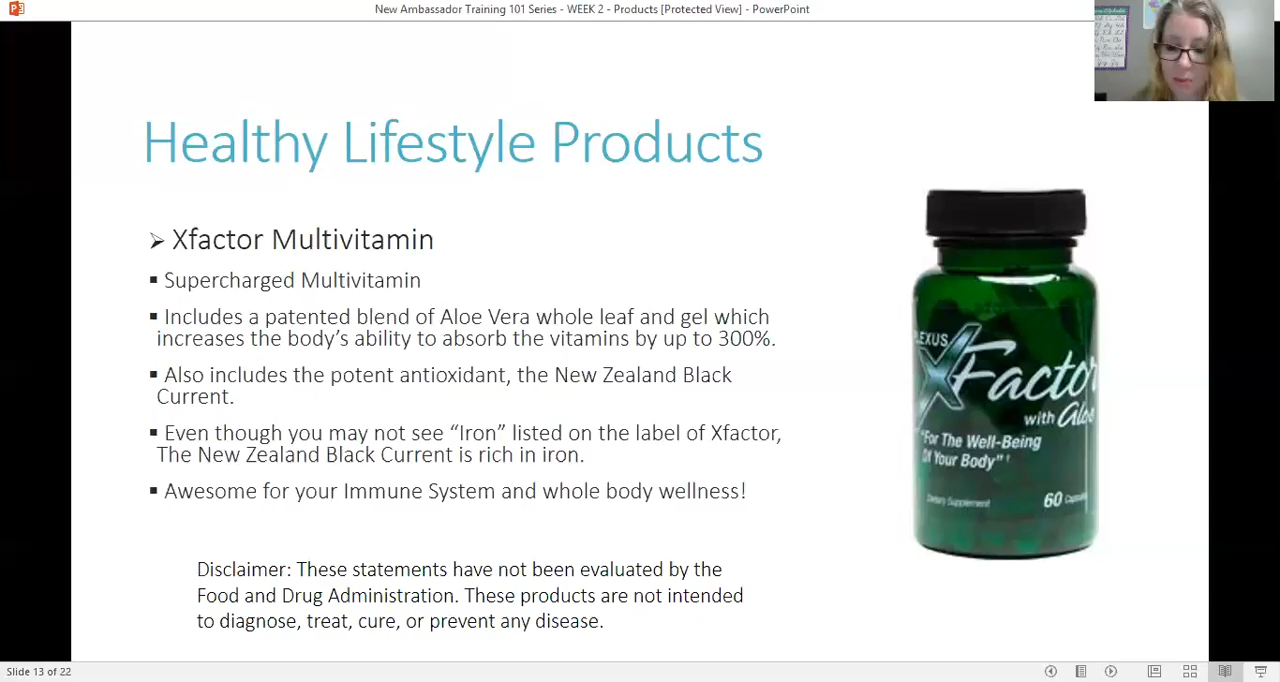 New Ambassador Training 101 Series - WEEK 2 - Products [Protected View] - PowerPoint
Healthy Lifestyle Products
➢ Xfactor Multivitamin
▪ Supercharged Multivitamin
▪ Includes a patented blend of Aloe Vera whole leaf and gel which
increases the body's ability to absorb the vitamins by up to 300%.
▪ Also includes the potent antioxidant, the New Zealand Black
Current.
▪ Even though you may not see “Iron” listed on the label of Xfactor,
The New Zealand Black Current is rich in iron.
▪ Awesome for your Immune System and whole body wellness!
Disclaimer: These statements have not been evaluated by the
Food and Drug Administration. These products are not intended
to diagnose, treat, cure, or prevent any disease.
PLEXUS
XFactor
with Aloe
"For The Well-Being
Of Your Body"†
Dietary Supplement
60 Capsules
Slide 13 of 22